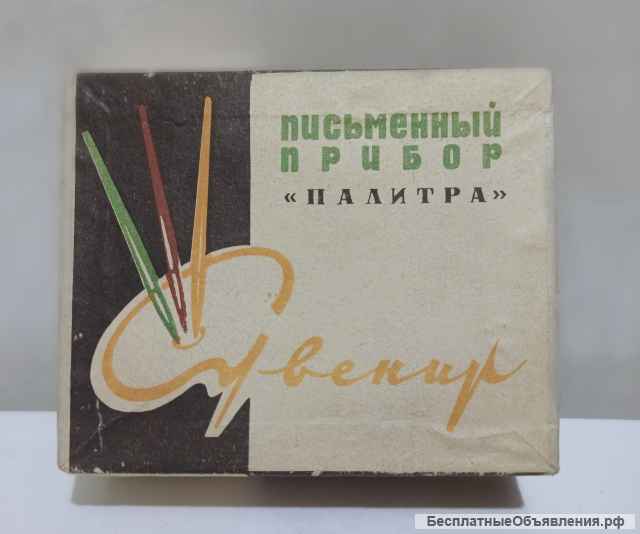 ПИСЬМЕННЫЙ
ПРИБОР
«ПАЛИТРА»
Сувенир
БесплатныеОбъявления.рф